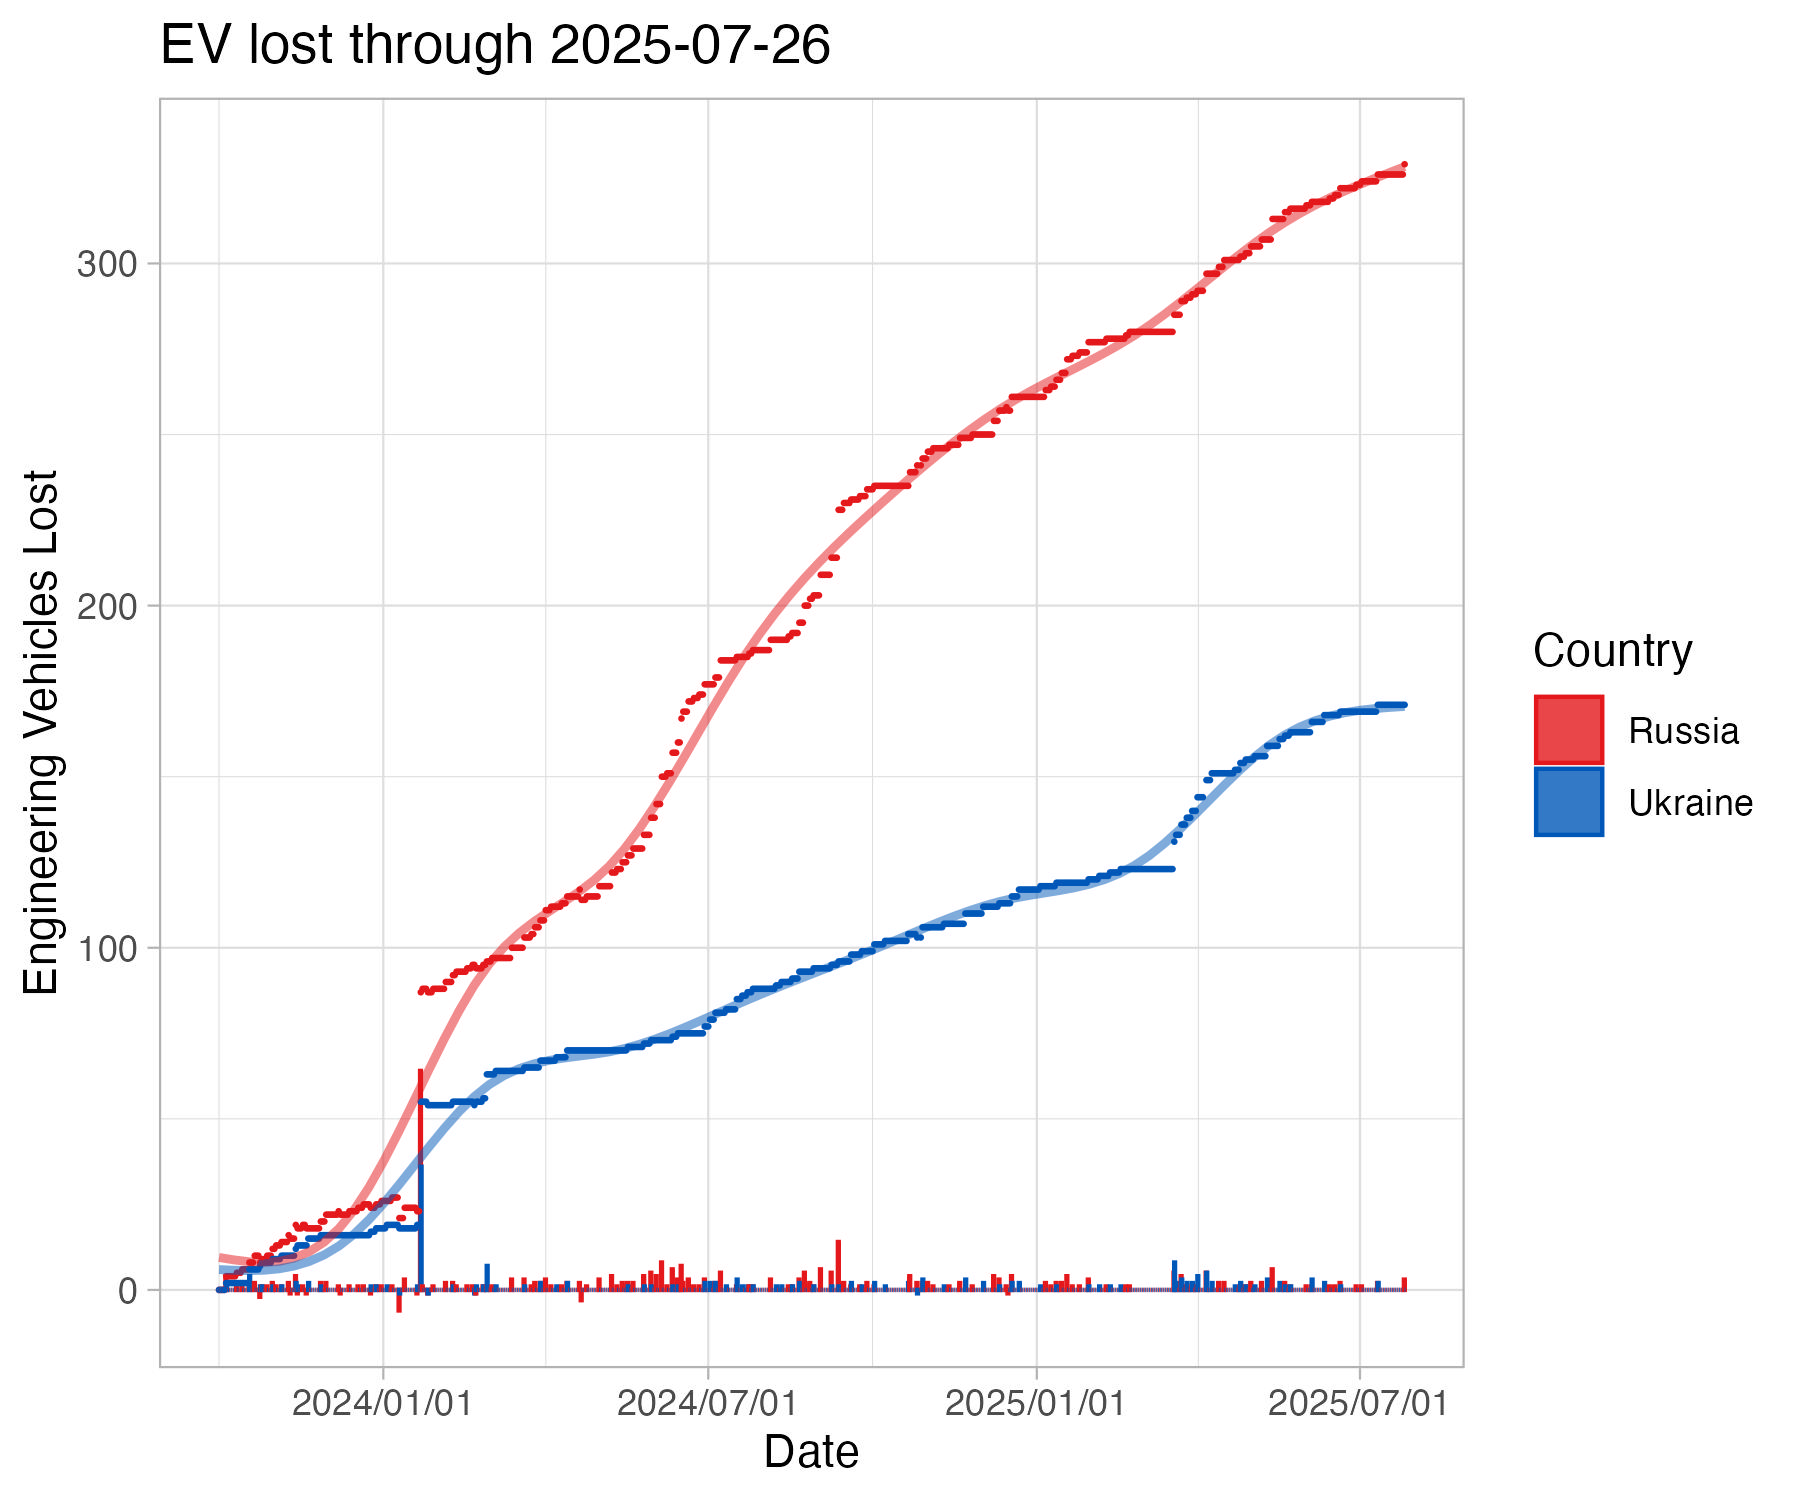 EV lost through 2025-07-26
Engineering Vehicles Lost
300
200
100
0
2024/01/01
2024/07/01
2025/01/01
2025/07/01
Date
Country
Russia
Ukraine